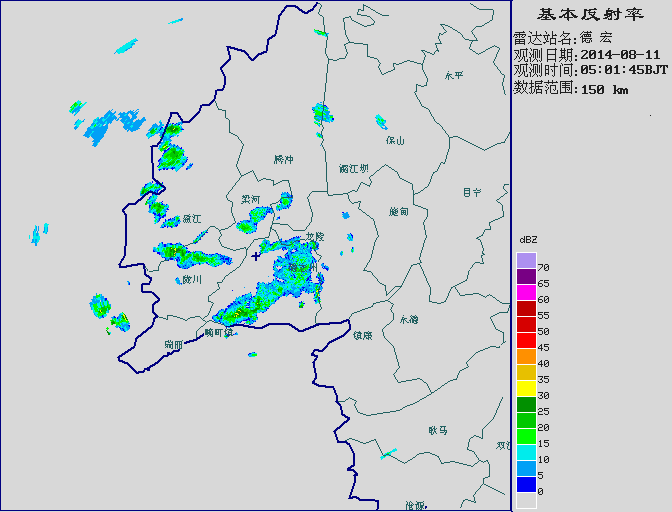 基本反射率
雷达站名:德 宏
观测日期:2014-08-11
观测时间:05:01:45BJT
数据范围:150 km
永平
保山
腾冲
潞江坝
昌宁
梁河
施甸
盈江
龙陵
陇川
州
永德
镇康
瑞丽
畹町镇
耿马
双江
沧源
dBZ
70
65
60
55
50
45
40
35
30
25
20
15
10
5
0